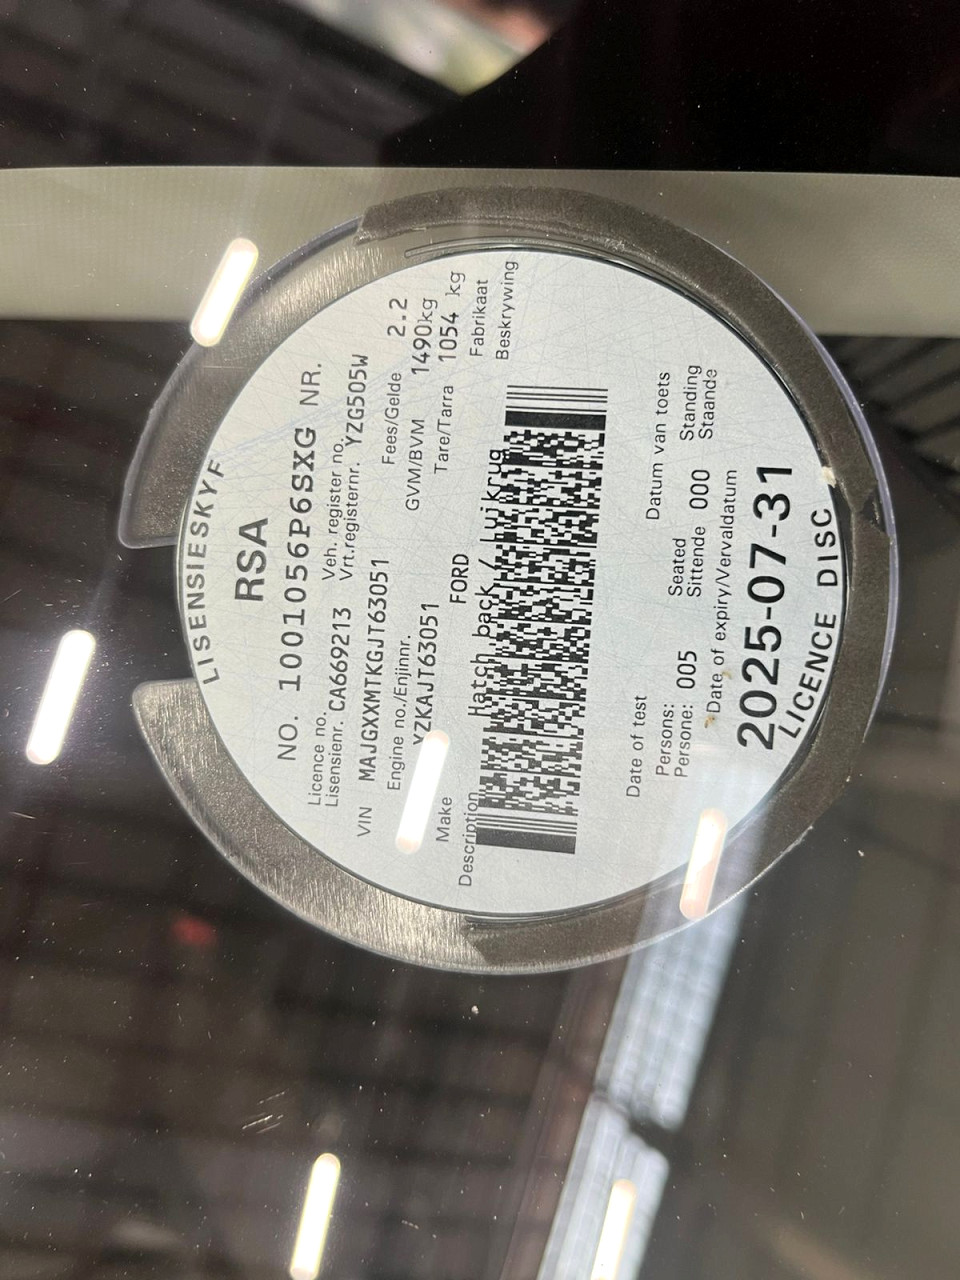 LISENSIESKYF
RSA
NO. 1001056P6SXG NR.
Licence no. Veh. register no.
Lisensienr. CA669213 Vrt.registernr. YZG505W
VIN MAJGXXMTKGJT63051 Fees/Gelde 2.2
Engine no./Enjinnr. GVM/BVM 1490kg
YZKAJT63051 Tare/Tarra 1054 kg
Make FORD Fabrikaat
Description Hatch back / Luikrug Beskrywing
Date of test Datum van toets
Persons: Seated Standing
Persone: 005 Sittende 000 Staande
Date of expiry/Vervaldatum
2025-07-31
LICENCE DISC